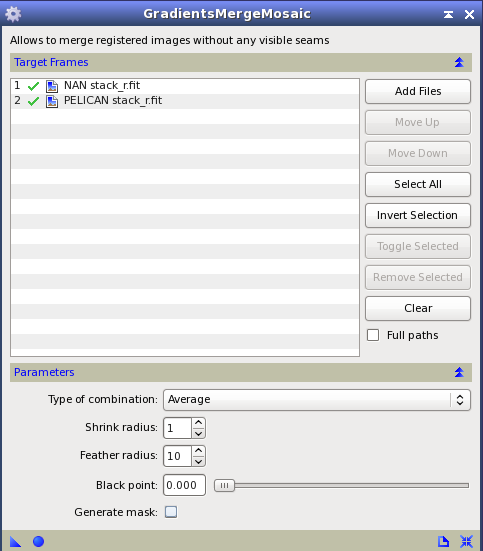 GradientsMergeMosaic
Allows to merge registered images without any visible seams
Target Frames
1 NAN stack_r.fit
2 PELICAN stack_r.fit
Add Files
Move Up
Move Down
Select All
Invert Selection
Toggle Selected
Remove Selected
Clear
Full paths
Parameters
Type of combination: Average
Shrink radius: 1
Feather radius: 10
Black point: 0.000
Generate mask: